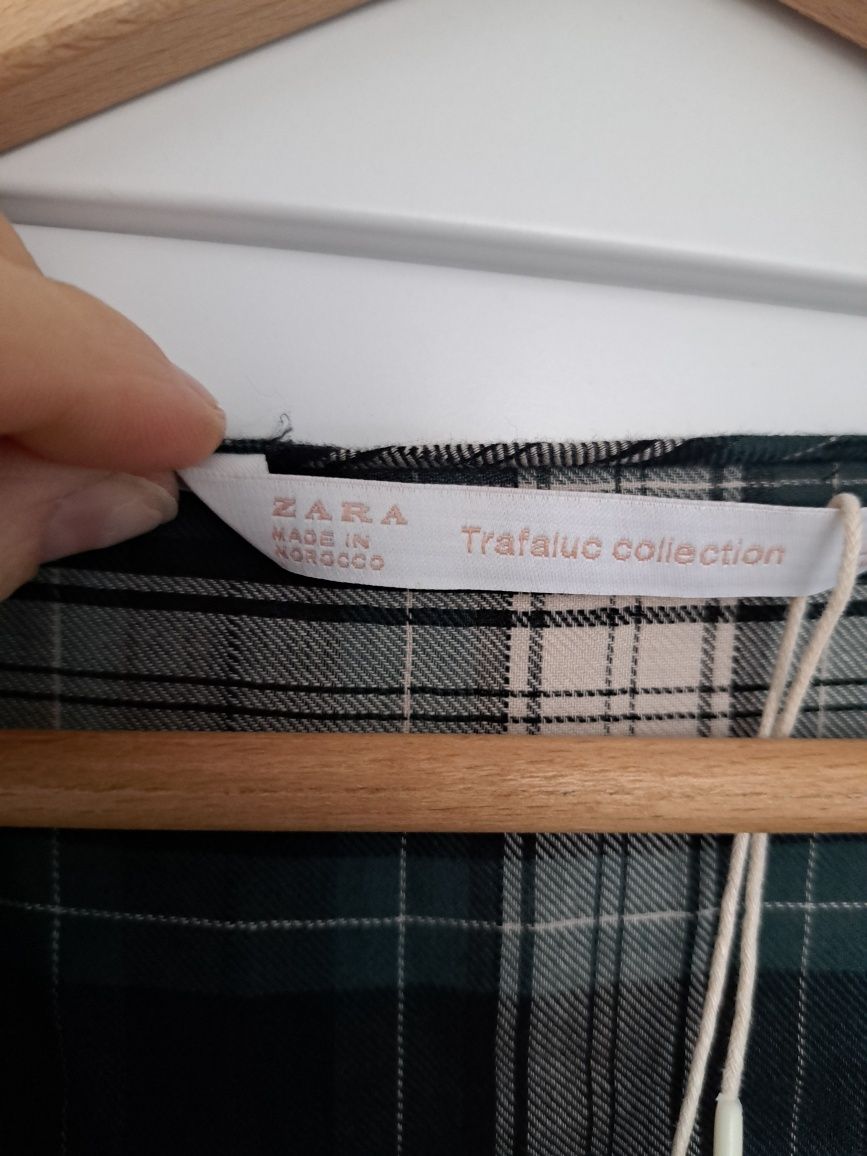 ZARA
MADE IN
MOROCCO
Trafaluc collection